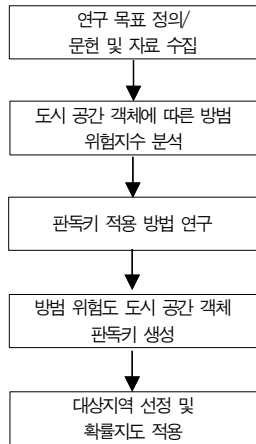 연구 목표 정의/
문헌 및 자료 수집
도시 공간 객체에 따른 방범
위험지수 분석
판독키 적용 방법 연구
방범 위험도 도시 공간 객체
판독키 생성
대상지역 선정 및
확률지도 적용